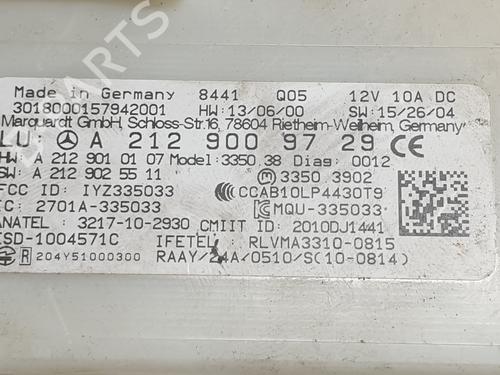 Made in Germany 8441 Q05 12V 10A DC
3018000157942001 HW: 13/06/00 SW: 15/26/04
Marquardt GmbH, Schloss-Str.16, 78604 Rietheim-Weilheim, Germany
LU: A 212 900 97 29 CE
HW: A 212 901 01 07 Model: 3350.38 Diag: 0012
SW: A 212 902 55 11 3350 3902
FCC ID: IYZ335033 CCAB10LP4430T9
IC: 2701A-335033 MQU-335033
ANATEL: 3217-10-2930 CMIIT ID: 2010DJ1441
ESD-1004571C IFETEL: RLVMA3310-0815
R 204Y51000300 RAAY/24A/0510/S(10-0814)